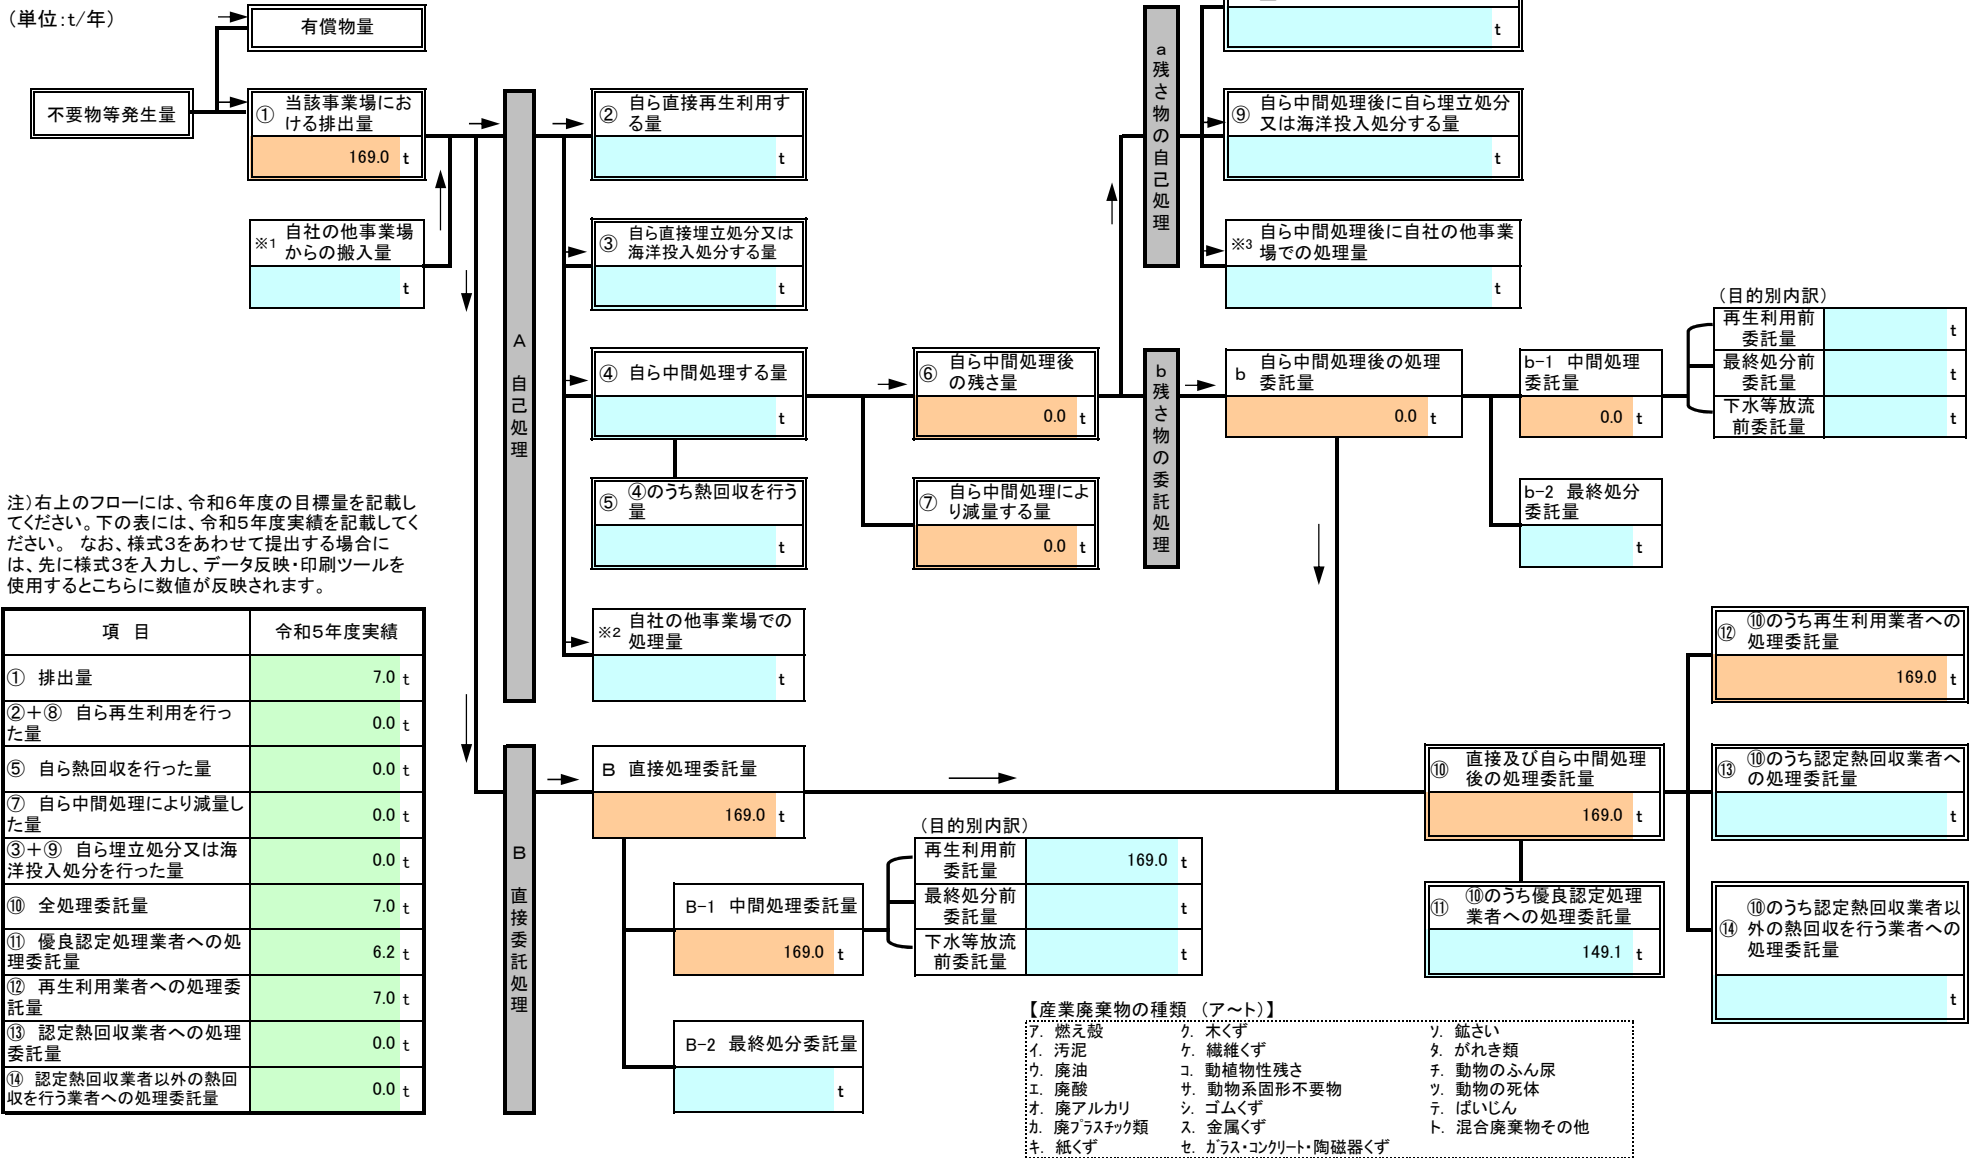 (単位:t/年)
有償物量
不要物等発生量
① 当該事業場にお
ける排出量
169.0 t
※1 自社の他事業場
からの搬入量
t
A 自己処理
② 自ら直接再生利用す
る量
t
③ 自ら直接埋立処分又は
海洋投入処分する量
t
④ 自ら中間処理する量
t
⑤ ④のうち熱回収を行う
量
t
※2 自社の他事業場での
処理量
t
⑥ 自ら中間処理後
の残さ量
0.0 t
⑦ 自ら中間処理によ
り減量する量
0.0 t
a 残さ物の自己処理
t
⑨ 自ら中間処理後に自ら埋立処分
又は海洋投入処分する量
t
※3 自ら中間処理後に自社の他事業
場での処理量
t
b 残さ物の委託処理
b 自ら中間処理後の処理
委託量
0.0 t
b-1 中間処理
委託量
0.0 t
b-2 最終処分
委託量
t
(目的別内訳)
再生利用前
委託量
t
最終処分前
委託量
t
下水等放流
前委託量
t
注)右上のフローには、令和6年度の目標量を記載し
てください。下の表には、令和5年度実績を記載してく
ださい。 なお、様式3をあわせて提出する場合に
は、先に様式3を入力し、データ反映・印刷ツールを
使用するとこちらに数値が反映されます。
項 目 令和5年度実績
① 排出量 7.0 t
②+⑧ 自ら再生利用を行っ
た量 0.0 t
⑤ 自ら熱回収を行った量 0.0 t
⑦ 自ら中間処理により減量し
た量 0.0 t
③+⑨ 自ら埋立処分又は海
洋投入処分を行った量 0.0 t
⑩ 全処理委託量 7.0 t
⑪ 優良認定処理業者への処
理委託量 6.2 t
⑫ 再生利用業者への処理委
託量 7.0 t
⑬ 認定熱回収業者への処理
委託量 0.0 t
⑭ 認定熱回収業者以外の熱回
収を行う業者への処理委託量 0.0 t
B 直接委託処理
B 直接処理委託量
169.0 t
B-1 中間処理委託量
169.0 t
B-2 最終処分委託量
t
(目的別内訳)
再生利用前
委託量
169.0 t
最終処分前
委託量
t
下水等放流
前委託量
t
⑩ 直接及び自ら中間処理
後の処理委託量
169.0 t
⑪ ⑩のうち優良認定処理
業者への処理委託量
149.1 t
⑫ ⑩のうち再生利用業者への
処理委託量
169.0 t
⑬ ⑩のうち認定熱回収業者へ
の処理委託量
t
⑭ ⑩のうち認定熱回収業者以
外の熱回収を行う業者への
処理委託量
t
【産業廃棄物の種類 (ア~ト)】
ア. 燃え殻 ク. 木くず ソ. 鉱さい
イ. 汚泥 ケ. 繊維くず タ. がれき類
ウ. 廃油 コ. 動植物性残さ チ. 動物のふん尿
エ. 廃酸 サ. 動物系固形不要物 ツ. 動物の死体
オ. 廃アルカリ シ. ゴムくず テ. ばいじん
カ. 廃プラスチック類 ス. 金属くず ト. 混合廃棄物その他
キ. 紙くず セ. ガラス・コンクリート・陶磁器くず